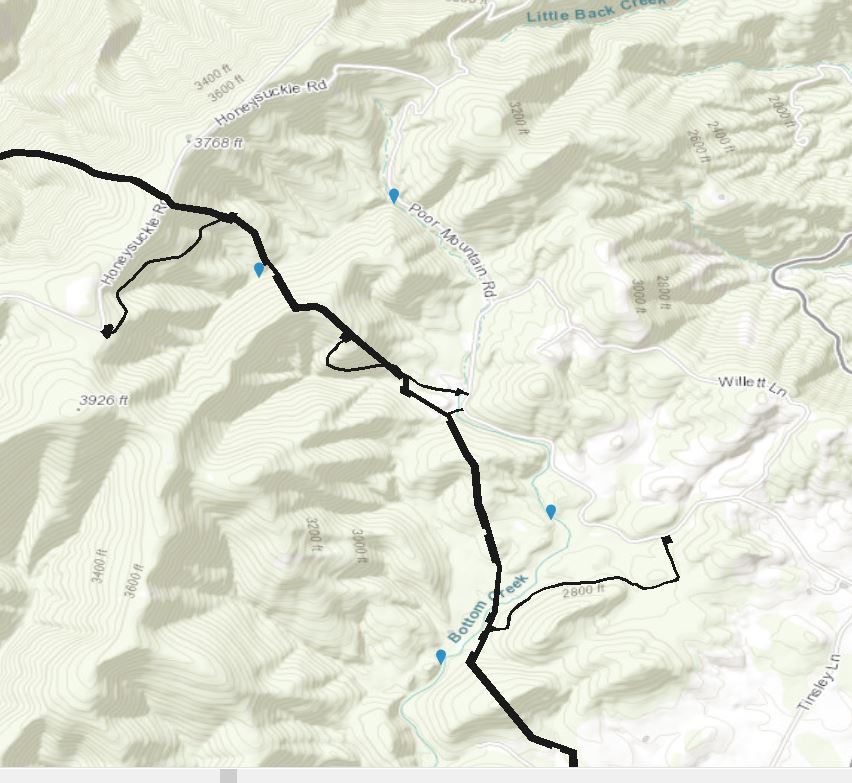 Little Back Creek
3400 ft
3600 ft
Honeysuckle Rd
3200 ft
2000 ft
2400 ft
2600 ft
3768 ft
Honeysuckle Rd
Poor Mountain Rd
2800 ft
3000 ft
Willett Ln
3926 ft
3200 ft
3000 ft
3400 ft
3600 ft
2800 ft
Bottom Creek
Tinsley Ln